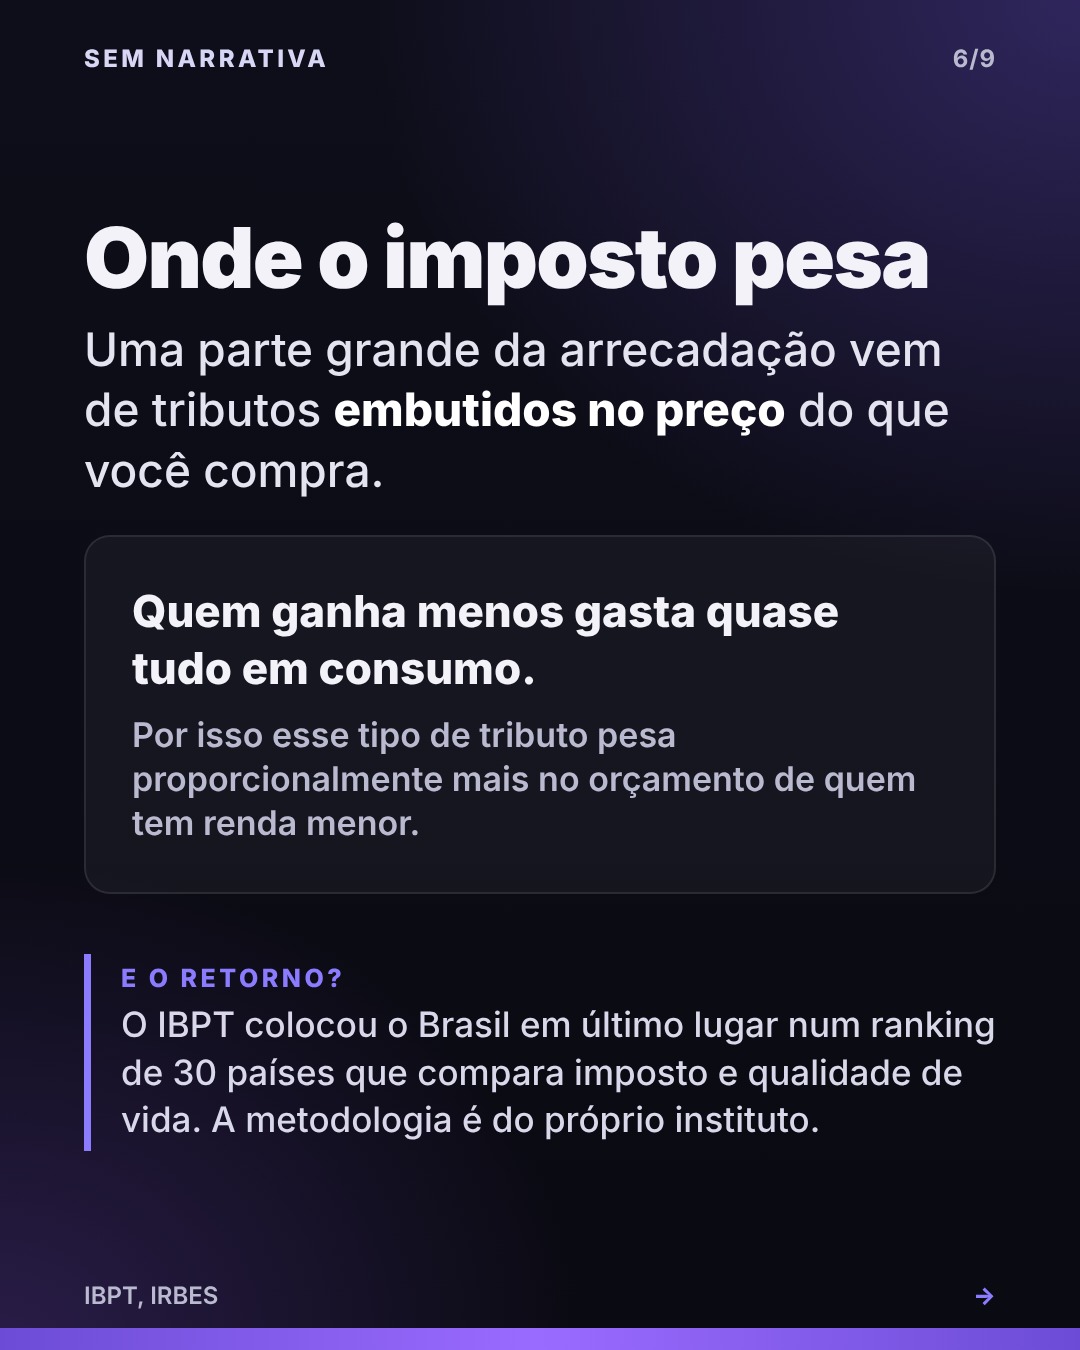 SEM NARRATIVA
6/9
Onde o imposto pesa
Uma parte grande da arrecadação vem
de tributos embutidos no preço do que
você compra.
Quem ganha menos gasta quase
tudo em consumo.
Por isso esse tipo de tributo pesa
proporcionalmente mais no orçamento de quem
tem renda menor.
E O RETORNO?
O IBPT colocou o Brasil em último lugar num ranking
de 30 países que compara imposto e qualidade de
vida. A metodologia é do próprio instituto.
IBPT, IRBES
→